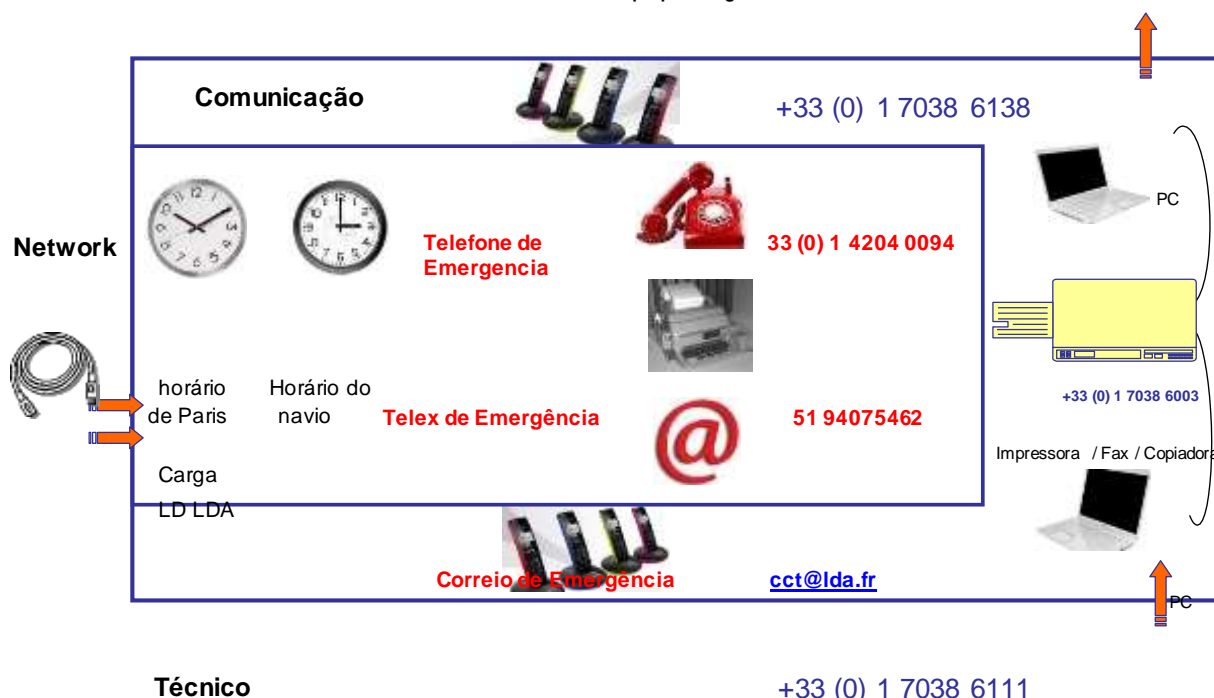 Comunicação
+33 (0) 1 7038 6138
PC
Network
Telefone de
Emergencia
33 (0) 1 4204 0094
horário
de Paris
Horário do
navio
Telex de Emergência
51 94075462
+33 (0) 1 7038 6003
Impressora / Fax / Copiadora
Carga
LD LDA
Correio de Emergência
cct@lda.fr
PC
Técnico
+33 (0) 1 7038 6111